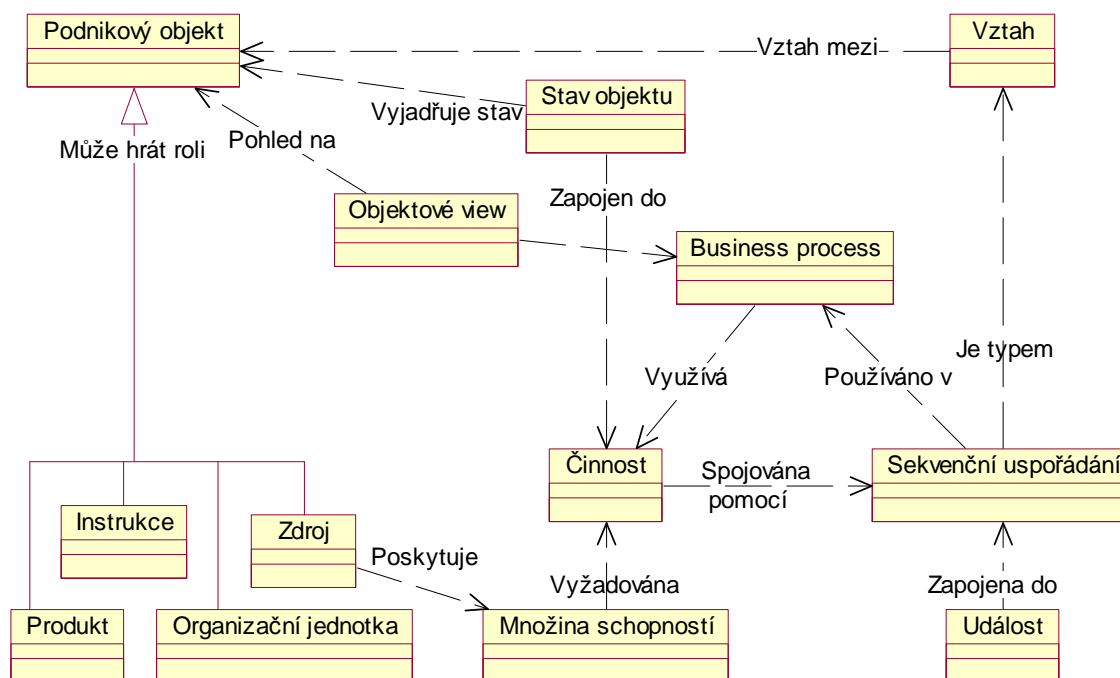 Podnikový objekt
Vztah
Vztah mezi
Stav objektu
Vyjadřuje stav
Pohled na
Může hrát roli
Zapojen do
Objektové view
Business process
Je typem
Využívá
Používáno v
Činnost
Spojována
pomocí
Sekvenční uspořádání
Instrukce
Zdroj
Poskytuje
Vyžadována
Zapojena do
Produkt
Organizační jednotka
Množina schopností
Událost